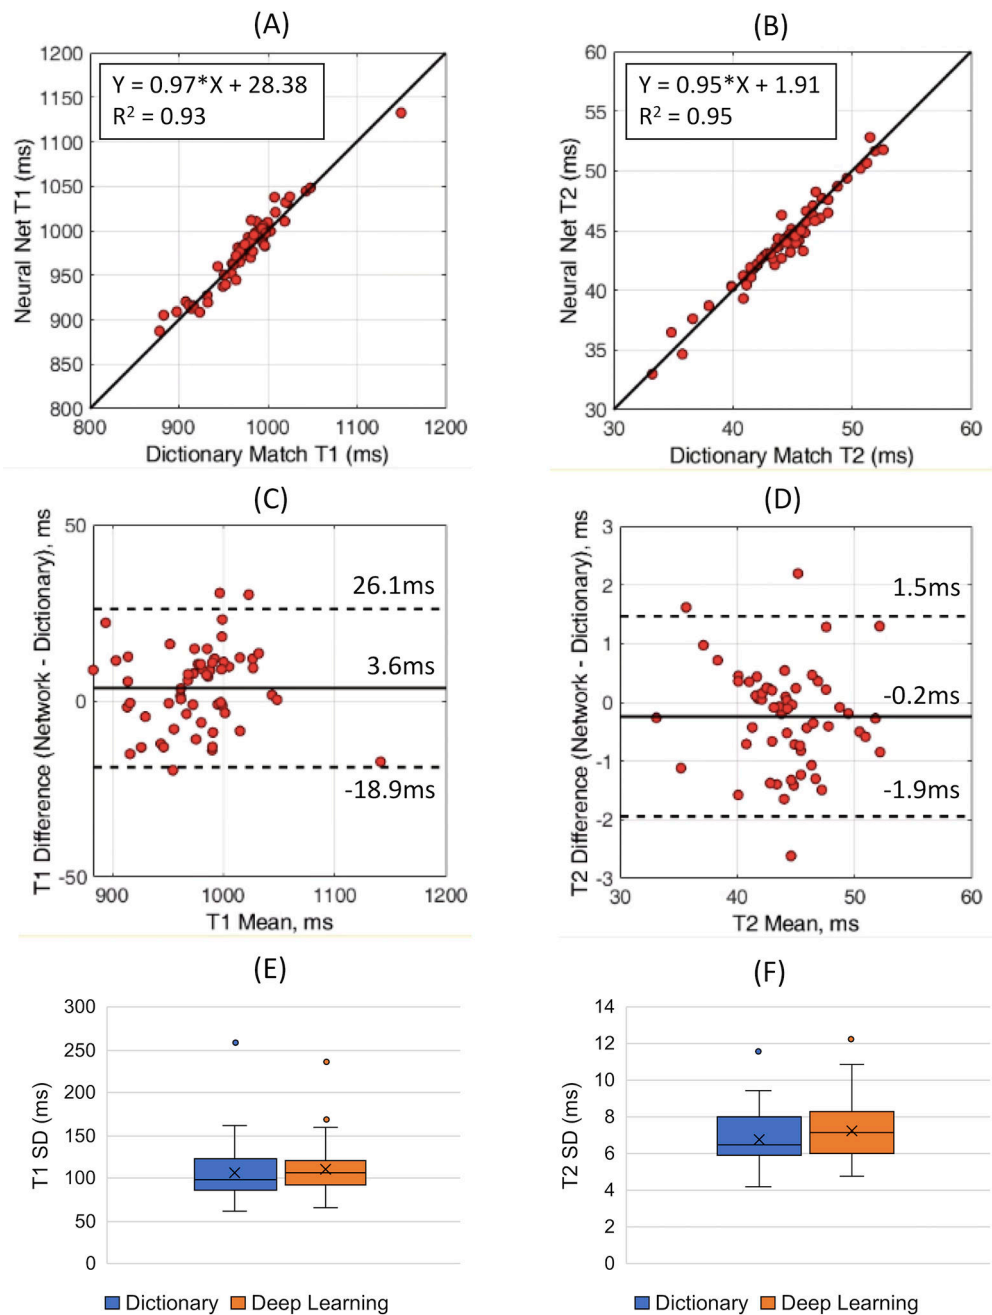 (A)
Y = 0.97*X + 28.38
R² = 0.93
1200
1150
1100
1050
1000
950
900
850
800
800 900 1000 1100 1200
Neural Net T1 (ms)
Dictionary Match T1 (ms)
(B)
Y = 0.95*X + 1.91
R² = 0.95
60
55
50
45
40
35
30
30 40 50 60
Neural Net T2 (ms)
Dictionary Match T2 (ms)
(C)
50
0
-50
26.1ms
3.6ms
-18.9ms
900 1000 1100 1200
T1 Difference (Network - Dictionary), ms
T1 Mean, ms
(D)
3
2
1
0
-1
-2
-3
1.5ms
-0.2ms
-1.9ms
30 40 50 60
T2 Difference (Network - Dictionary), ms
T2 Mean, ms
(E)
300
250
200
150
100
50
0
T1 SD (ms)
Dictionary Deep Learning
(F)
14
12
10
8
6
4
2
0
T2 SD (ms)
Dictionary Deep Learning